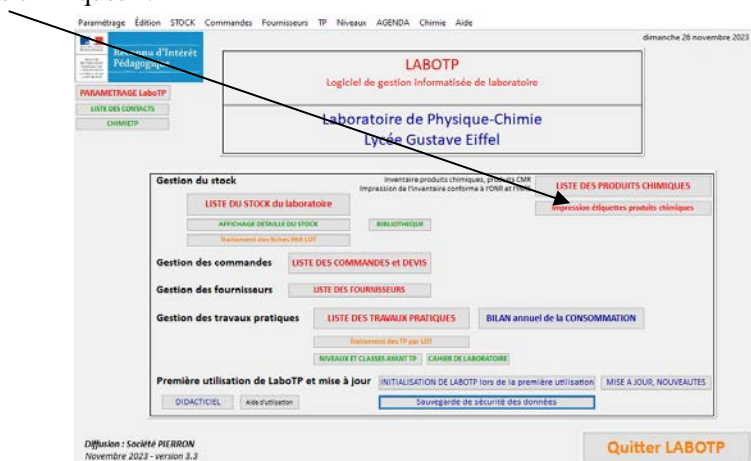 Paramétrage Édition STOCK Commandes Fournisseurs TP Niveaux AGENDA Chimie Aide
dimanche 26 novembre 2023
Reconnu d'Intérêt
Pédagogique
LABOTP
Logiciel de gestion informatisée de laboratoire
PARAMETRAGE LaboTP
LISTE DES CONTACTS
CHIMIETP
Laboratoire de Physique-Chimie
Lycée Gustave Eiffel
Gestion du stock
Inventaire produits chimiques, produits CMR
Impression de l'inventaire conforme à l'ONR et l'INRS
LISTE DES PRODUITS CHIMIQUES
LISTE DU STOCK du laboratoire
Impression étiquettes produits chimiques
AFFICHAGE DETAILLE DU STOCK
BIBLIOTHEQUE
Traitement des fiches PAR LOT
Gestion des commandes
LISTE DES COMMANDES et DEVIS
Gestion des fournisseurs
LISTE DES FOURNISSEURS
Gestion des travaux pratiques
LISTE DES TRAVAUX PRATIQUES
BILAN annuel de la CONSOMMATION
Traitement des TP par LOT
NIVEAUX ET CLASSES AYANT TP
CAHIER DE LABORATOIRE
Première utilisation de LaboTP et mise à jour
INITIALISATION DE LABOTP lors de la première utilisation
MISE A JOUR, NOUVEAUTES
DIDACTICIEL
Aide d'utilisation
Sauvegarde de sécurité des données
Diffusion : Société PIERRON
Novembre 2023 - version 3.3
Quitter LABOTP